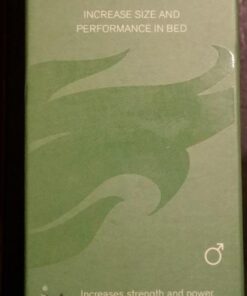 INCREASE SIZE AND
PERFORMANCE IN BED
Increases strength and power